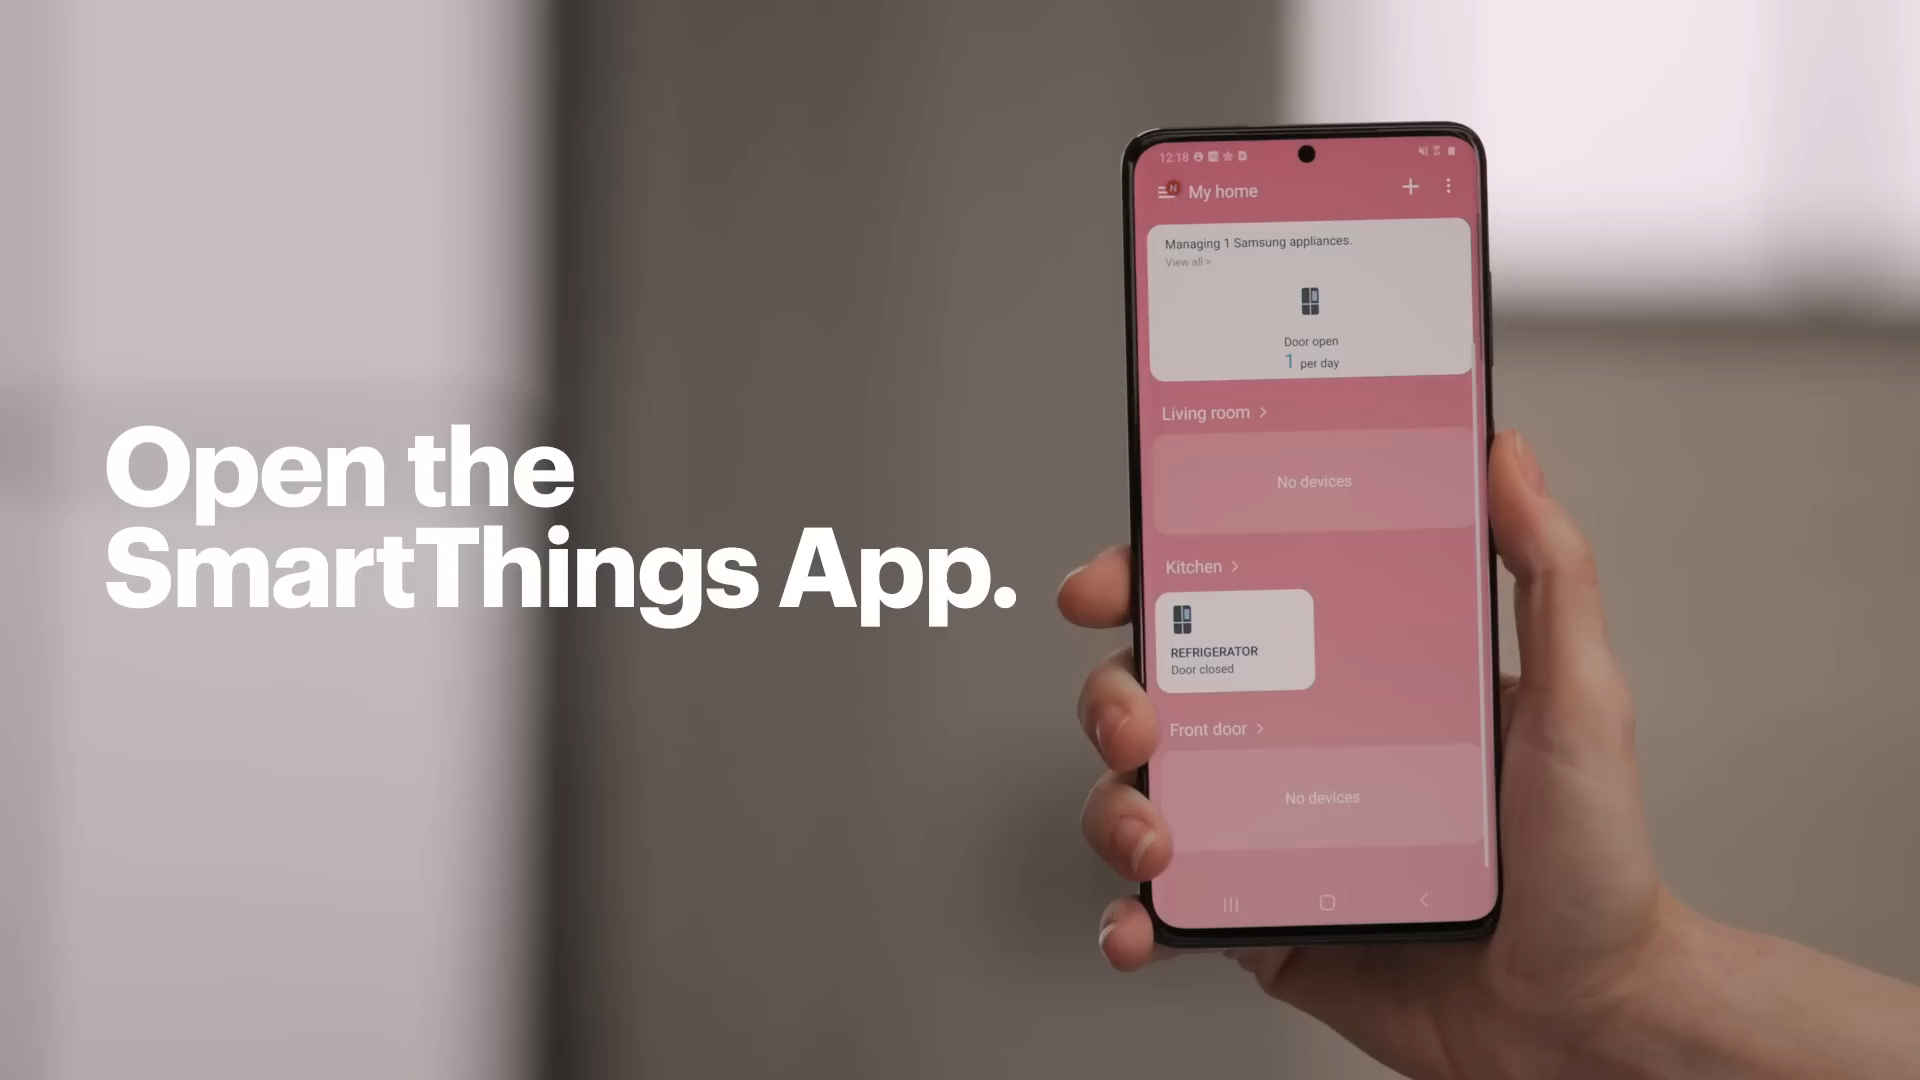 Open the
SmartThings App.
12:18
N
My home
Managing 1 Samsung appliances.
View all >
Door open
1 per day
Living room >
No devices
Kitchen >
REFRIGERATOR
Door closed
Front door >
No devices